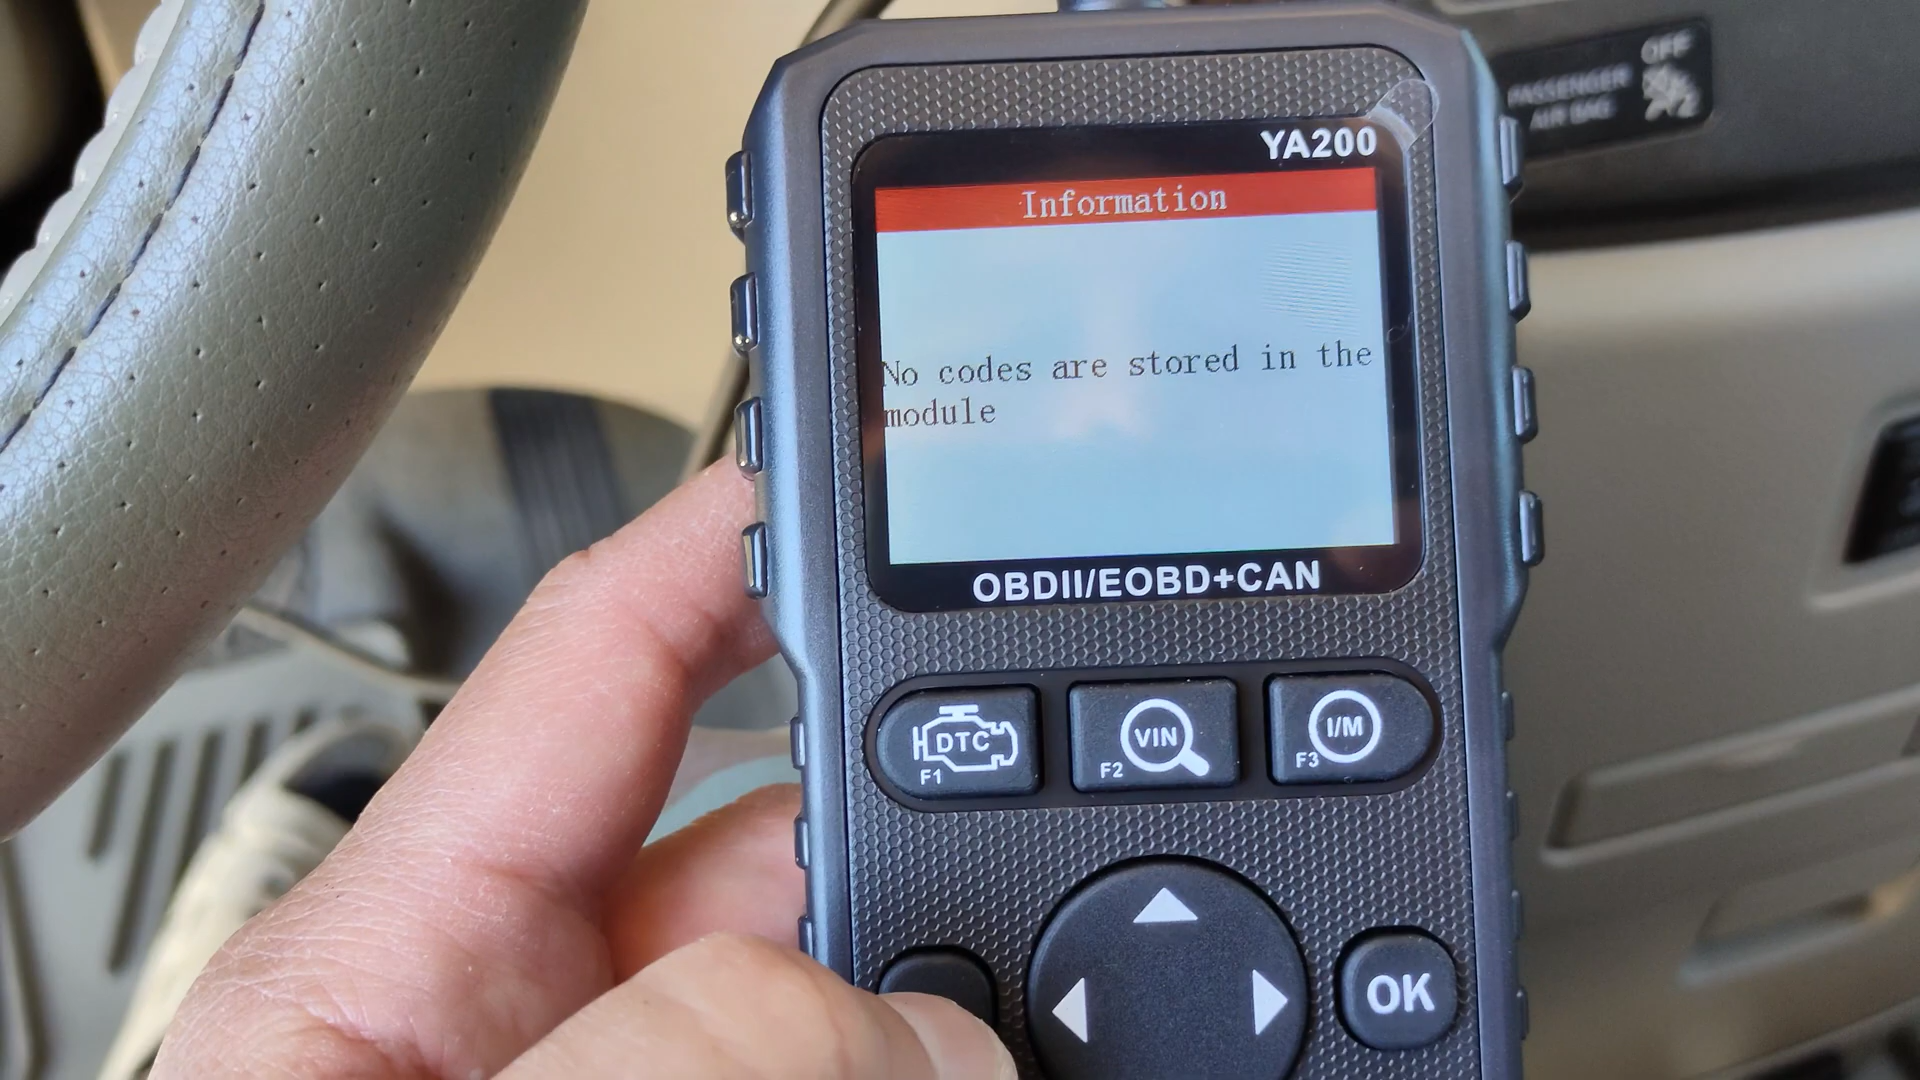 OFF
PASSENGER
AIR BAG
2
YA200
Information
No codes are stored in the
module
OBDII/EOBD+CAN
DTC
F1
VIN
F2
I/M
F3
OK